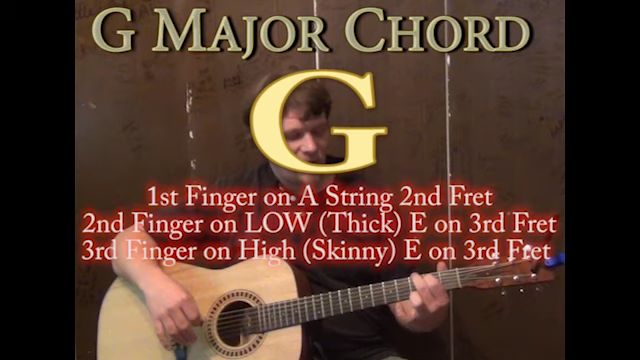 G Major Chord
G
1st Finger on A String 2nd Fret
2nd Finger on LOW (Thick) E on 3rd Fret
3rd Finger on High (Skinny) E on 3rd Fret